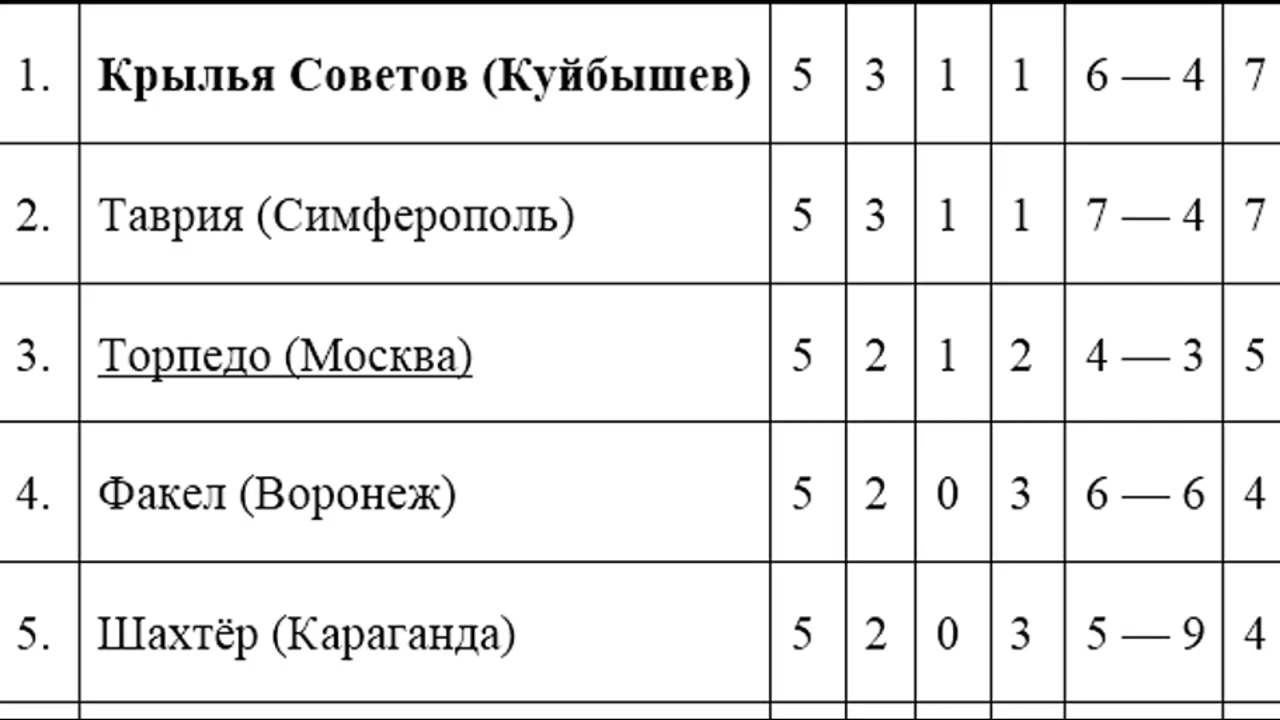 1. Крылья Советов (Куйбышев) 5 3 1 1 6 — 4 7
2. Таврия (Симферополь) 5 3 1 1 7 — 4 7
3. Торпедо (Москва) 5 2 1 2 4 — 3 5
4. Факел (Воронеж) 5 2 0 3 6 — 6 4
5. Шахтёр (Караганда) 5 2 0 3 5 — 9 4